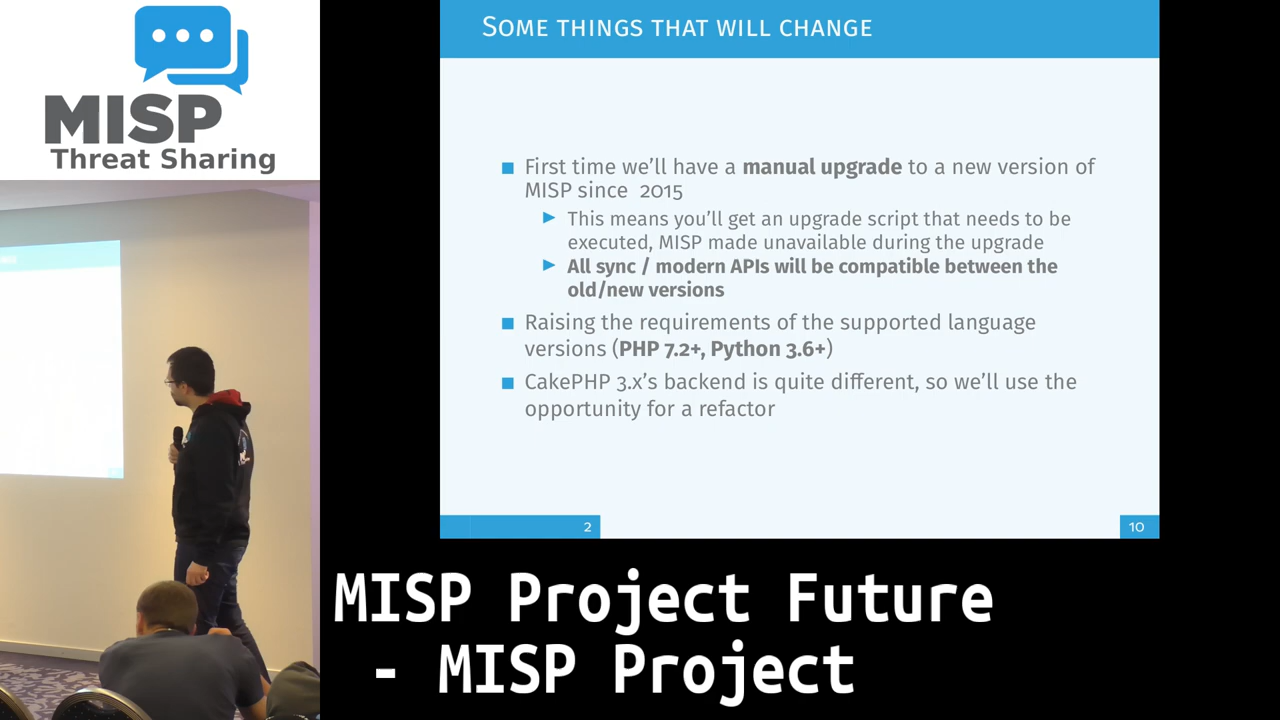 MISP
Threat Sharing
SOME THINGS THAT WILL CHANGE
■ First time we'll have a manual upgrade to a new version of
MISP since 2015
▶ This means you'll get an upgrade script that needs to be
executed, MISP made unavailable during the upgrade
▶ All sync / modern APIs will be compatible between the
old/new versions
■ Raising the requirements of the supported language
versions (PHP 7.2+, Python 3.6+)
■ CakePHP 3.x's backend is quite different, so we'll use the
opportunity for a refactor
2
10
MISP Project Future
- MISP Project